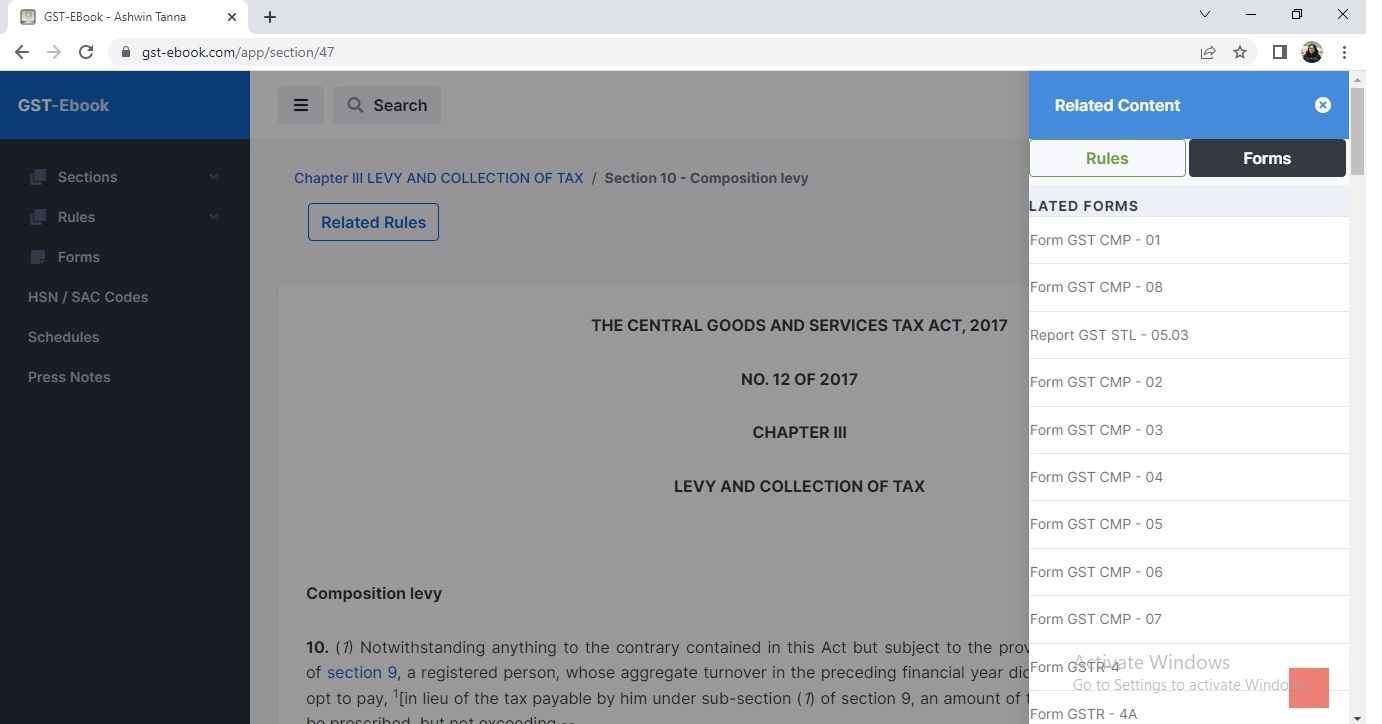 GST-EBook - Ashwin Tanna
gst-ebook.com/app/section/47
GST-Ebook
Search
Related Content
Sections
Rules
Forms
HSN / SAC Codes
Schedules
Press Notes
Chapter III LEVY AND COLLECTION OF TAX / Section 10 - Composition levy
Related Rules
THE CENTRAL GOODS AND SERVICES TAX ACT, 2017
NO. 12 OF 2017
CHAPTER III
LEVY AND COLLECTION OF TAX
Composition levy
10. (1) Notwithstanding anything to the contrary contained in this Act but subject to the prov
of section 9, a registered person, whose aggregate turnover in the preceding financial year did
opt to pay, 1[in lieu of the tax payable by him under sub-section (1) of section 9, an amount of t
be prescribed, but not exceeding,--
Rules
Forms
LATED FORMS
Form GST CMP - 01
Form GST CMP - 08
Report GST STL - 05.03
Form GST CMP - 02
Form GST CMP - 03
Form GST CMP - 04
Form GST CMP - 05
Form GST CMP - 06
Form GST CMP - 07
Form GSTR-4
Form GSTR - 4A
Activate Windows
Go to Settings to activate Windows.